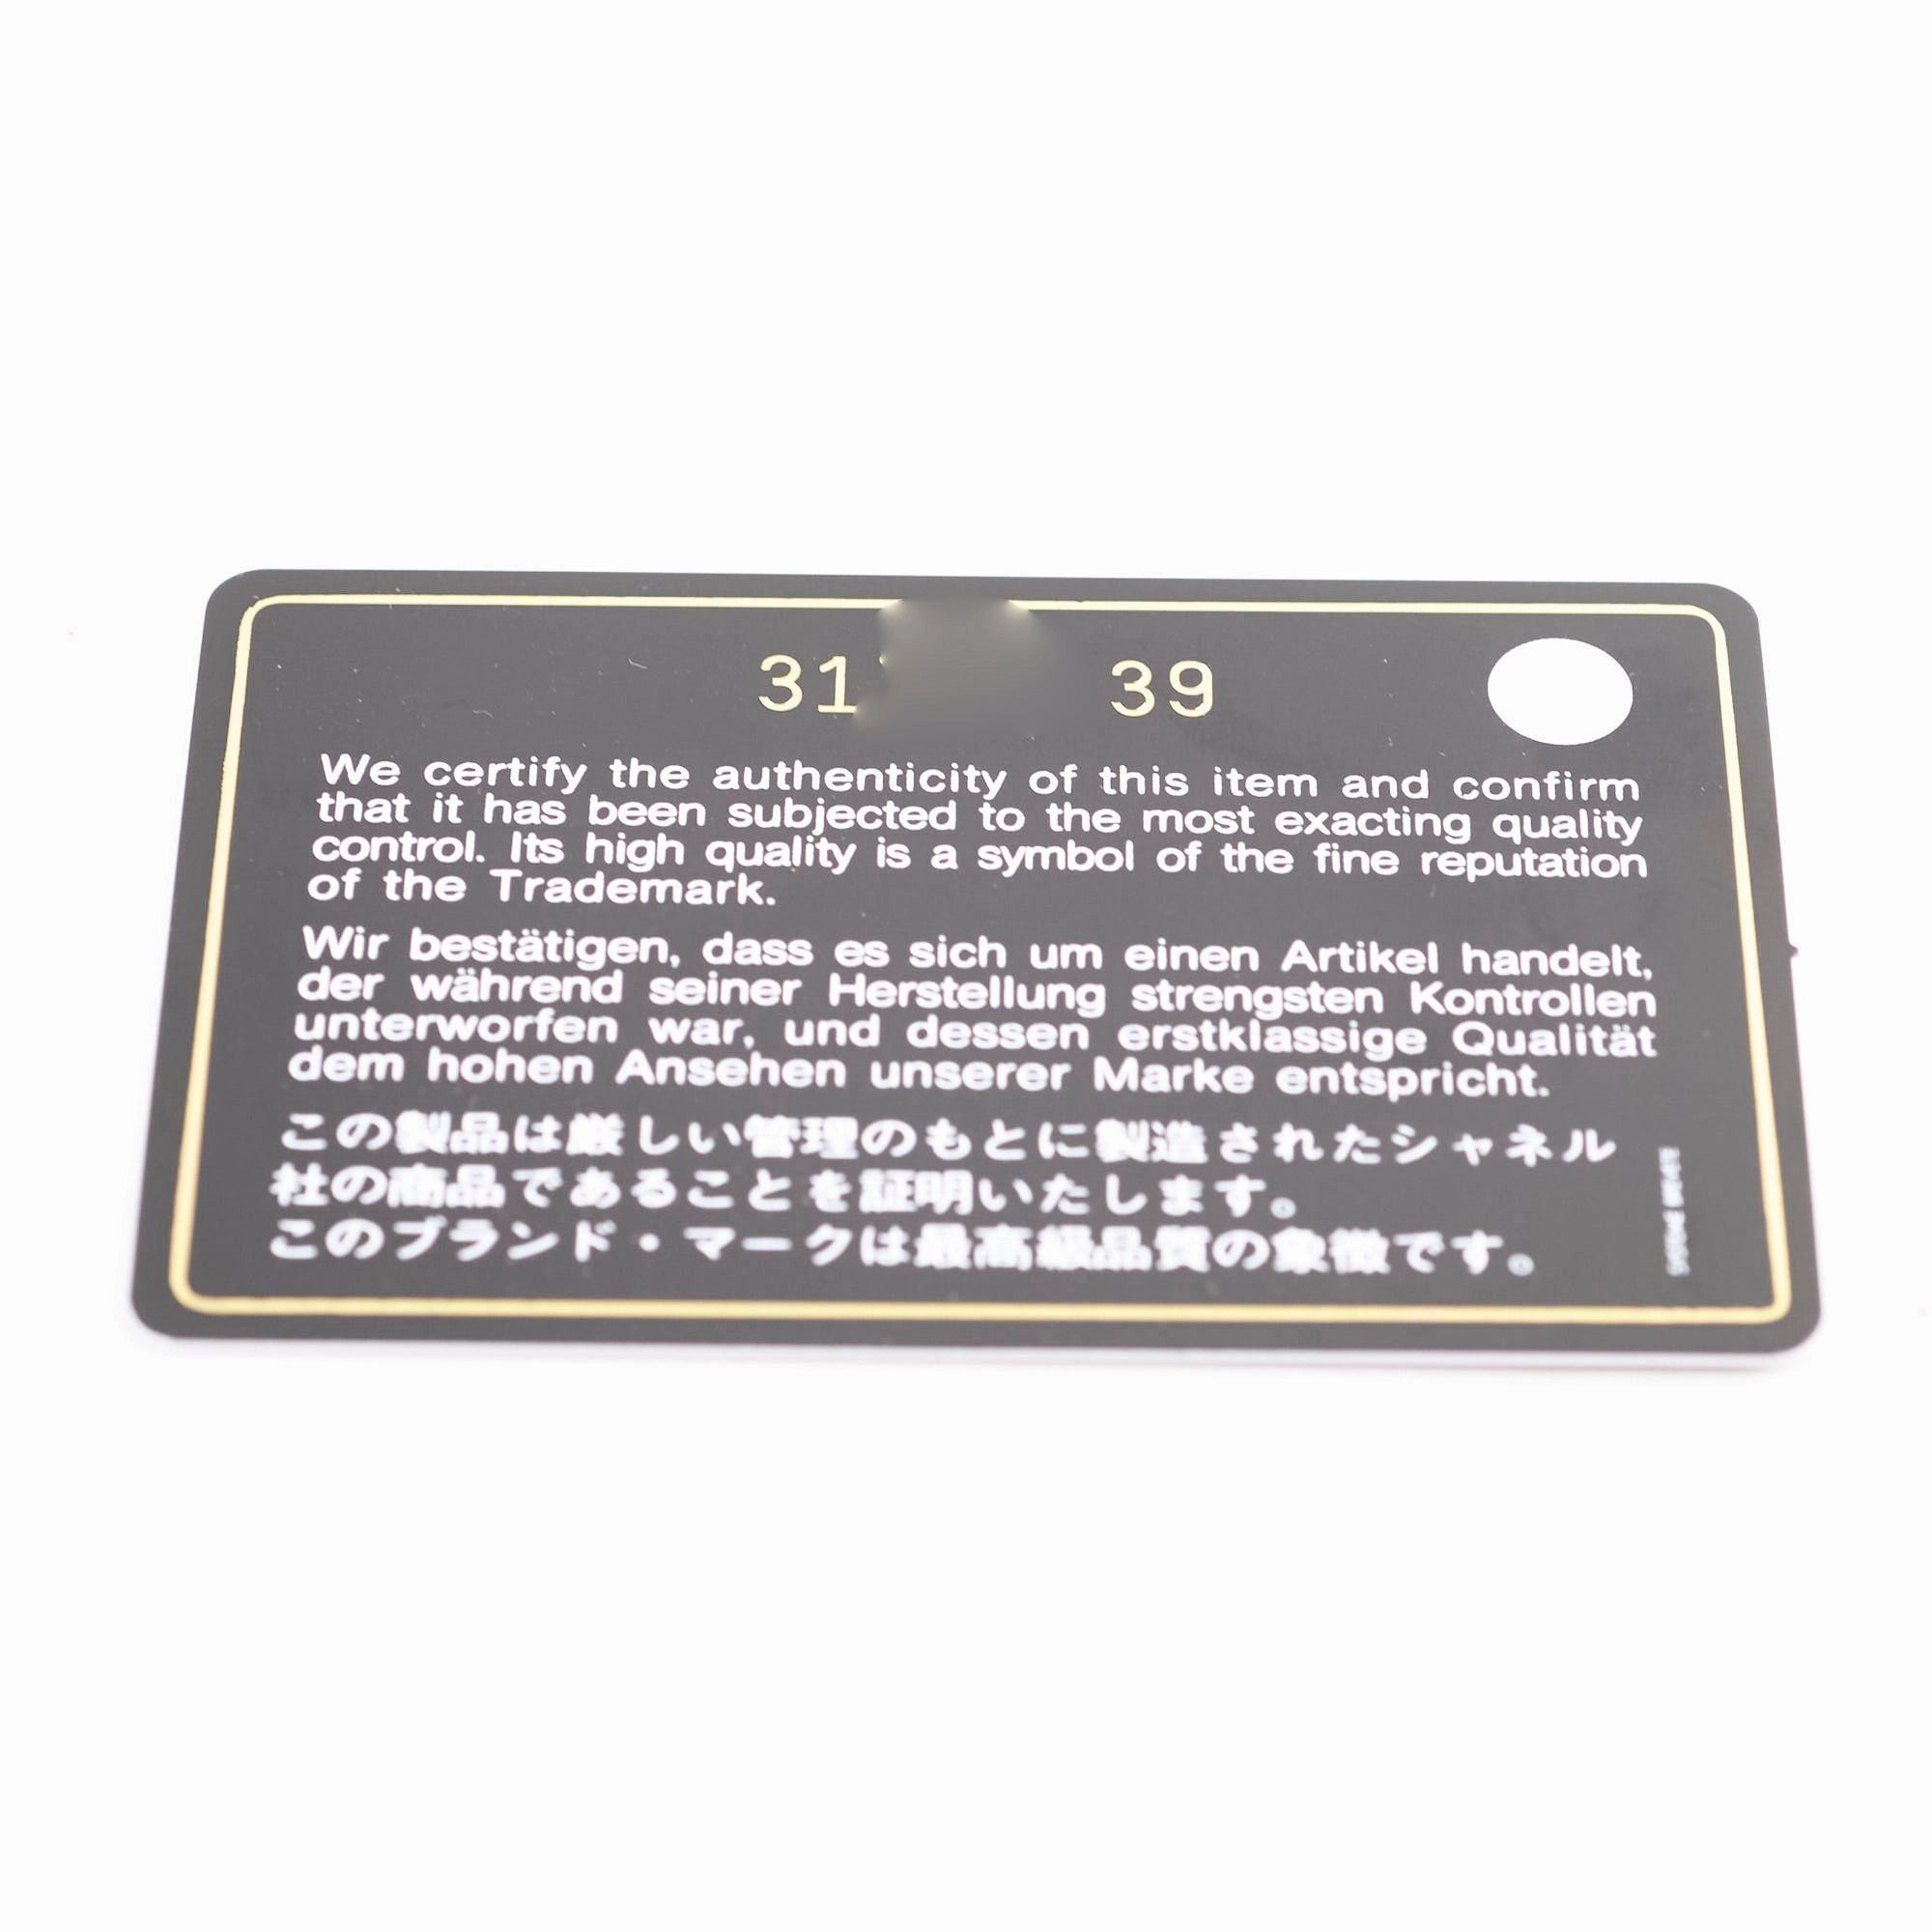 31 39
We certify the authenticity of this item and confirm
that it has been subjected to the most exacting quality
control. Its high quality is a symbol of the fine reputation
of the Trademark.
Wir bestätigen, dass es sich um einen Artikel handelt,
der während seiner Herstellung strengsten Kontrollen
unterworfen war, und dessen erstklassige Qualität
dem hohen Ansehen unserer Marke entspricht.
この製品は厳しい管理のもとに製造されたシャネル
社の商品であることを証明いたします。
このブランド・マークは最高級品質の象徴です。